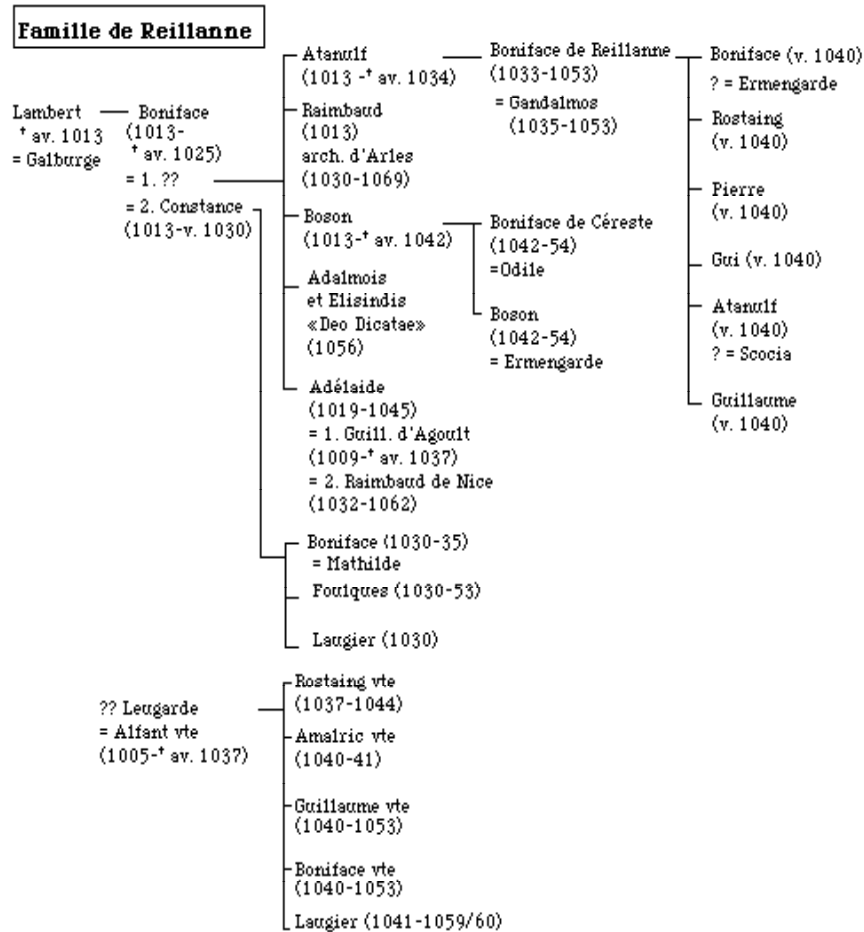 Famille de Reillanne
Lambert
† av. 1013
= Galburge
Boniface
(1013-
† av. 1025)
= 1. ??
= 2. Constance
(1013-v. 1030)
Atanulf
(1013 -† av. 1034)
Raimbaud
(1013)
arch. d'Arles
(1030-1069)
Boson
(1013-† av. 1042)
Adalmois
et Elisindis
«Deo Dicatae»
(1056)
Adélaide
(1019-1045)
= 1. Guill. d'Agoult
(1009-† av. 1037)
= 2. Raimbaud de Nice
(1032-1062)
Boniface (1030-35)
= Mathilde
Foulques (1030-53)
Laugier (1030)
Boniface de Reillanne
(1033-1053)
= Gandalmos
(1035-1053)
Boniface de Céreste
(1042-54)
=Odile
Boson
(1042-54)
= Ermengarde
Boniface (v. 1040)
? = Ermengarde
Rostaing
(v. 1040)
Pierre
(v. 1040)
Gui (v. 1040)
Atanulf
(v. 1040)
? = Scocia
Guillaume
(v. 1040)
?? Leugarde
= Alfant vte
(1005-† av. 1037)
Rostaing vte
(1037-1044)
Amalric vte
(1040-41)
Guillaume vte
(1040-1053)
Boniface vte
(1040-1053)
Laugier (1041-1059/60)